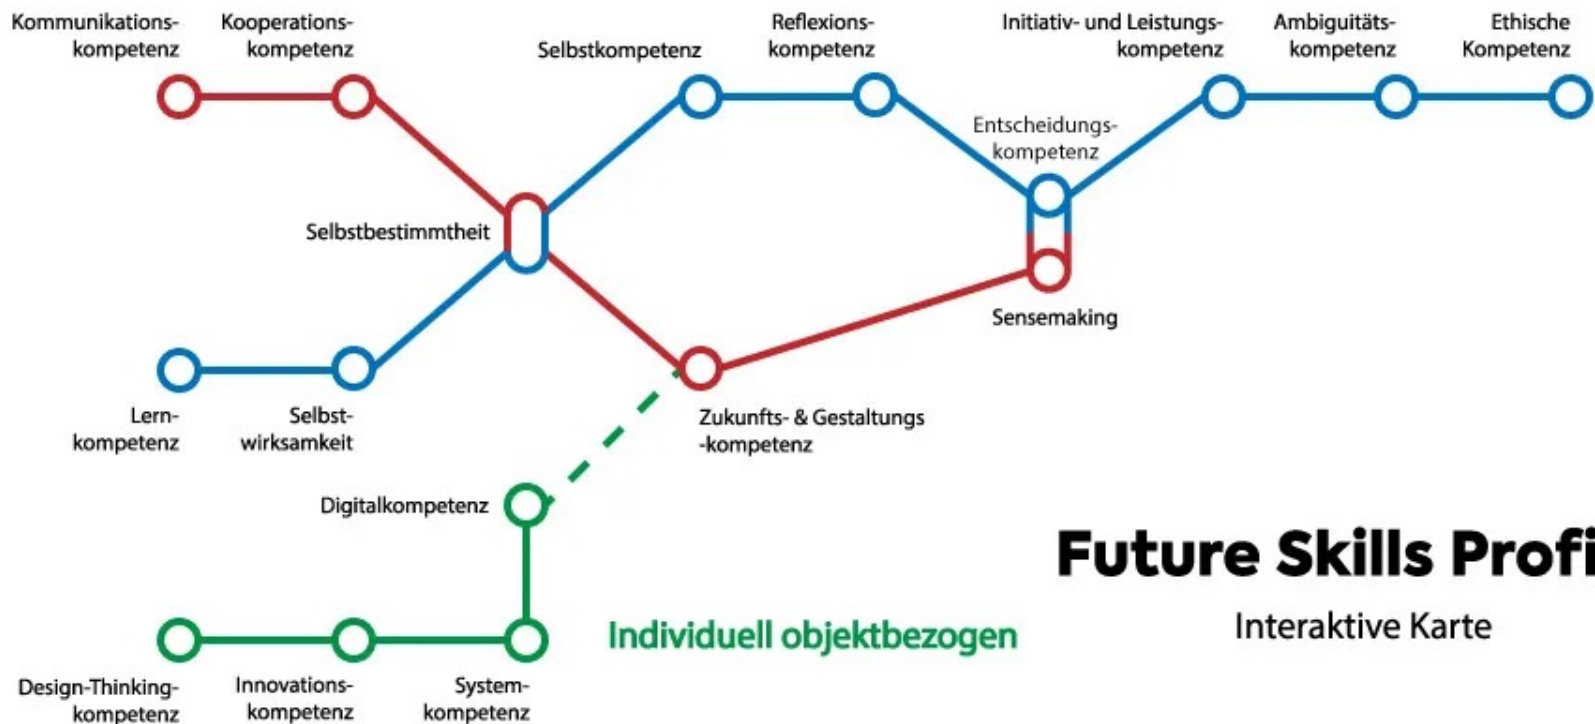 Kommunikations-
kompetenz
Kooperations-
kompetenz
Selbstkompetenz
Reflexions-
kompetenz
Initiativ- und Leistungs-
kompetenz
Ambiguitäts-
kompetenz
Ethische
Kompetenz
Entscheidungs-
kompetenz
Selbstbestimmtheit
Sensemaking
Lern-
kompetenz
Selbst-
wirksamkeit
Zukunfts- & Gestaltungs
-kompetenz
Digitalkompetenz
Future Skills Profi
Interaktive Karte
Individuell objektbezogen
Design-Thinking-
kompetenz
Innovations-
kompetenz
System-
kompetenz